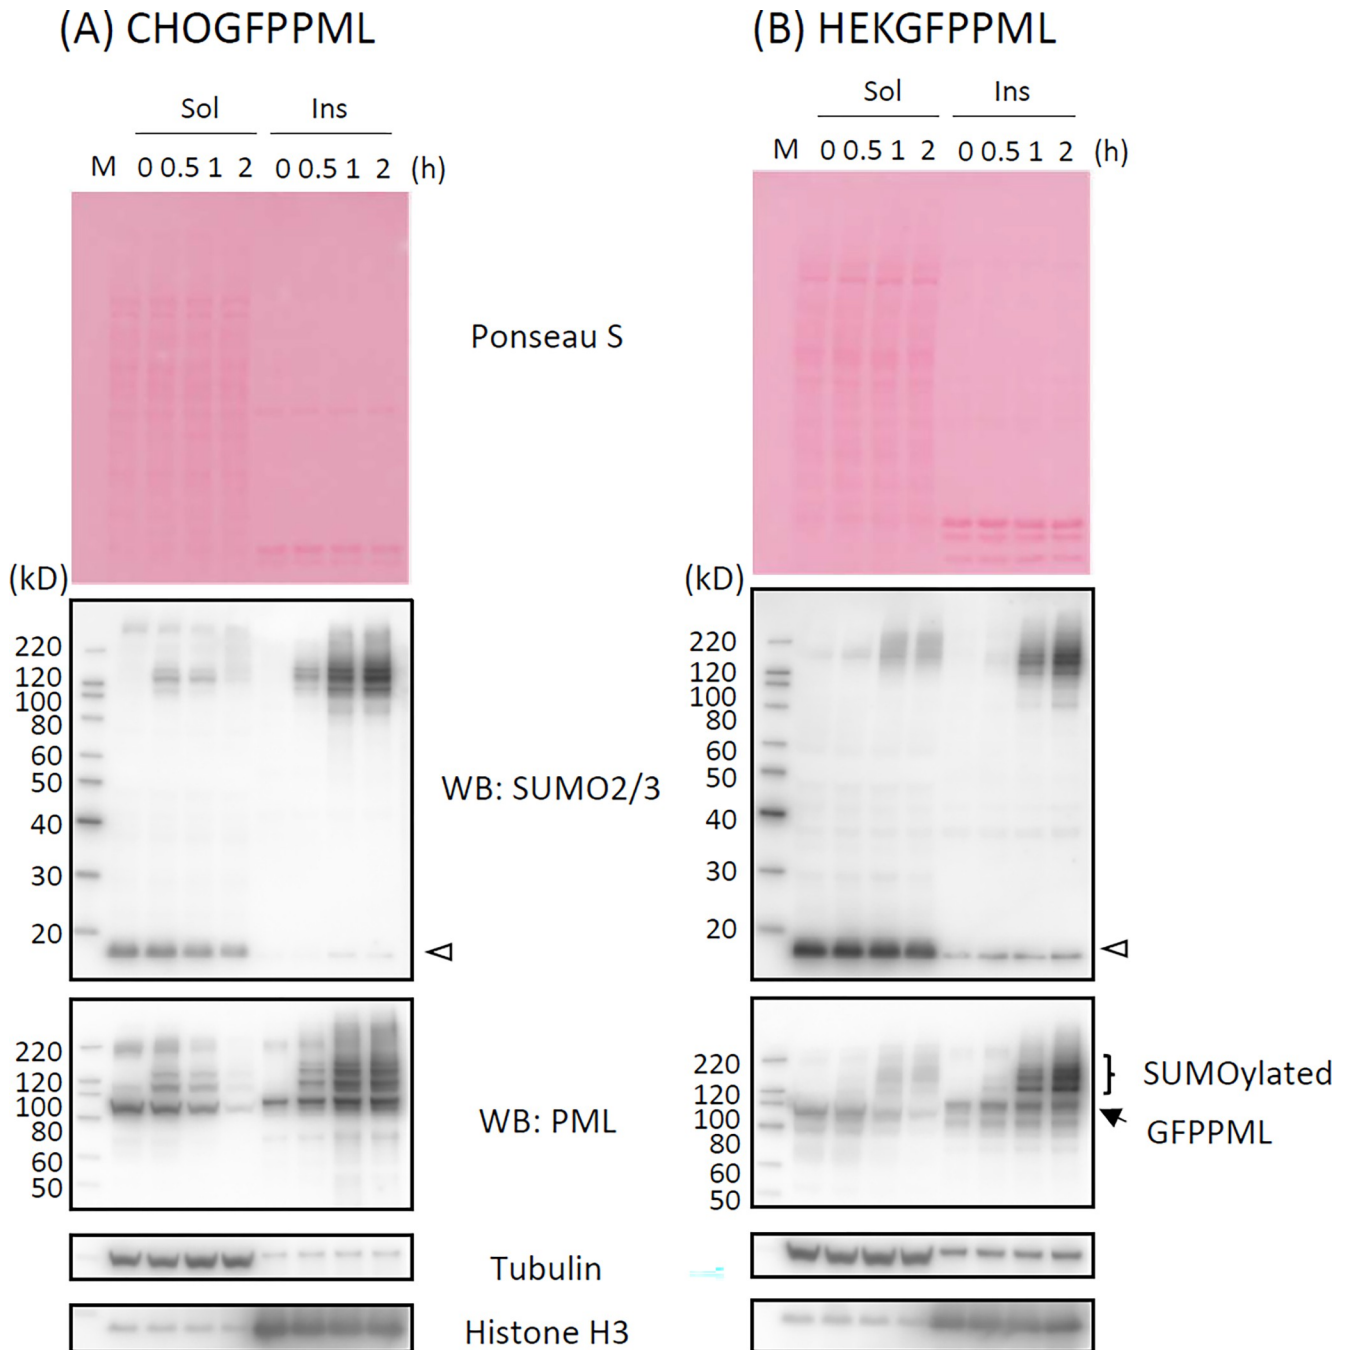 (A) CHOGFPPML
Sol Ins
M 0 0.5 1 2 0 0.5 1 2 (h)
(B) HEKGFPPML
Sol Ins
M 0 0.5 1 2 0 0.5 1 2 (h)
Ponseau S
(kD)
220
120
100
80
60
50
40
30
20
WB: SUMO2/3
(kD)
220
120
100
80
60
50
40
30
20
220
120
100
80
60
50
WB: PML
220
120
100
80
60
50
SUMOylated
GFPPML
Tubulin
Histone H3